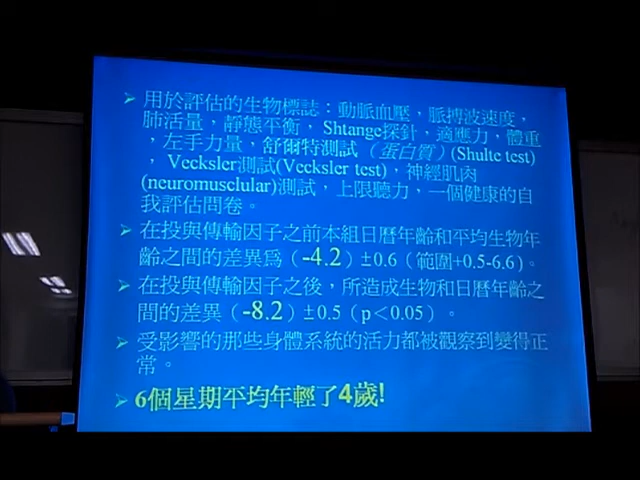 用於評估的生物標誌：動脈血壓，脈搏波速度，
肺活量，靜態平衡，Shtange探針，適應力，體重
，左手力量，舒爾特測試（蛋白質）(Shulte test)
，Vecksler測試(Vecksler test)，神經肌肉
(neuromusclular)測試，上限聽力，一個健康的自
我評估問卷。
在投與傳輸因子之前本組日曆年齡和平均生物年
齡之間的差異為（-4.2）±0.6（範圍+0.5-6.6）。
在投與傳輸因子之後，所造成生物和日曆年齡之
間的差異（-8.2）±0.5（p＜0.05）。
受影響的那些身體系統的活力都被觀察到變得正
常。
6個星期平均年輕了4歲!